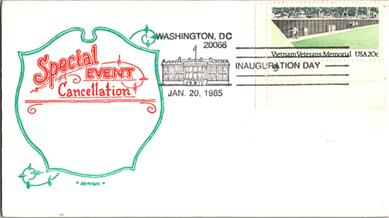 Special
EVENT
Cancellation
WASHINGTON, DC
20066
INAUGURATION DAY
JAN. 20, 1985
Vietnam Veterans Memorial USA 20c